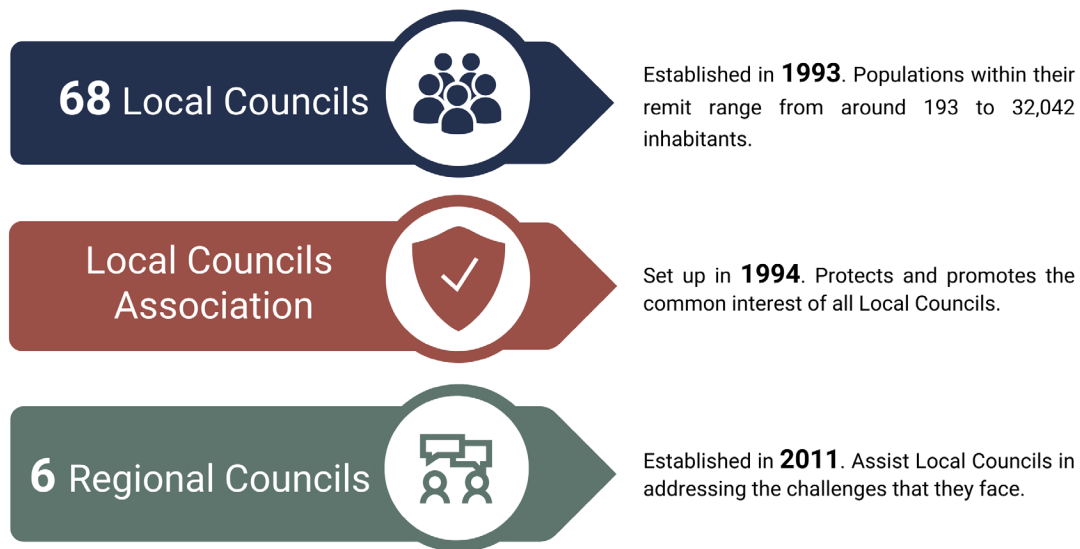 68 Local Councils
Established in 1993. Populations within their
remit range from around 193 to 32,042
inhabitants.
Local Councils
Association
Set up in 1994. Protects and promotes the
common interest of all Local Councils.
6 Regional Councils
Established in 2011. Assist Local Councils in
addressing the challenges that they face.